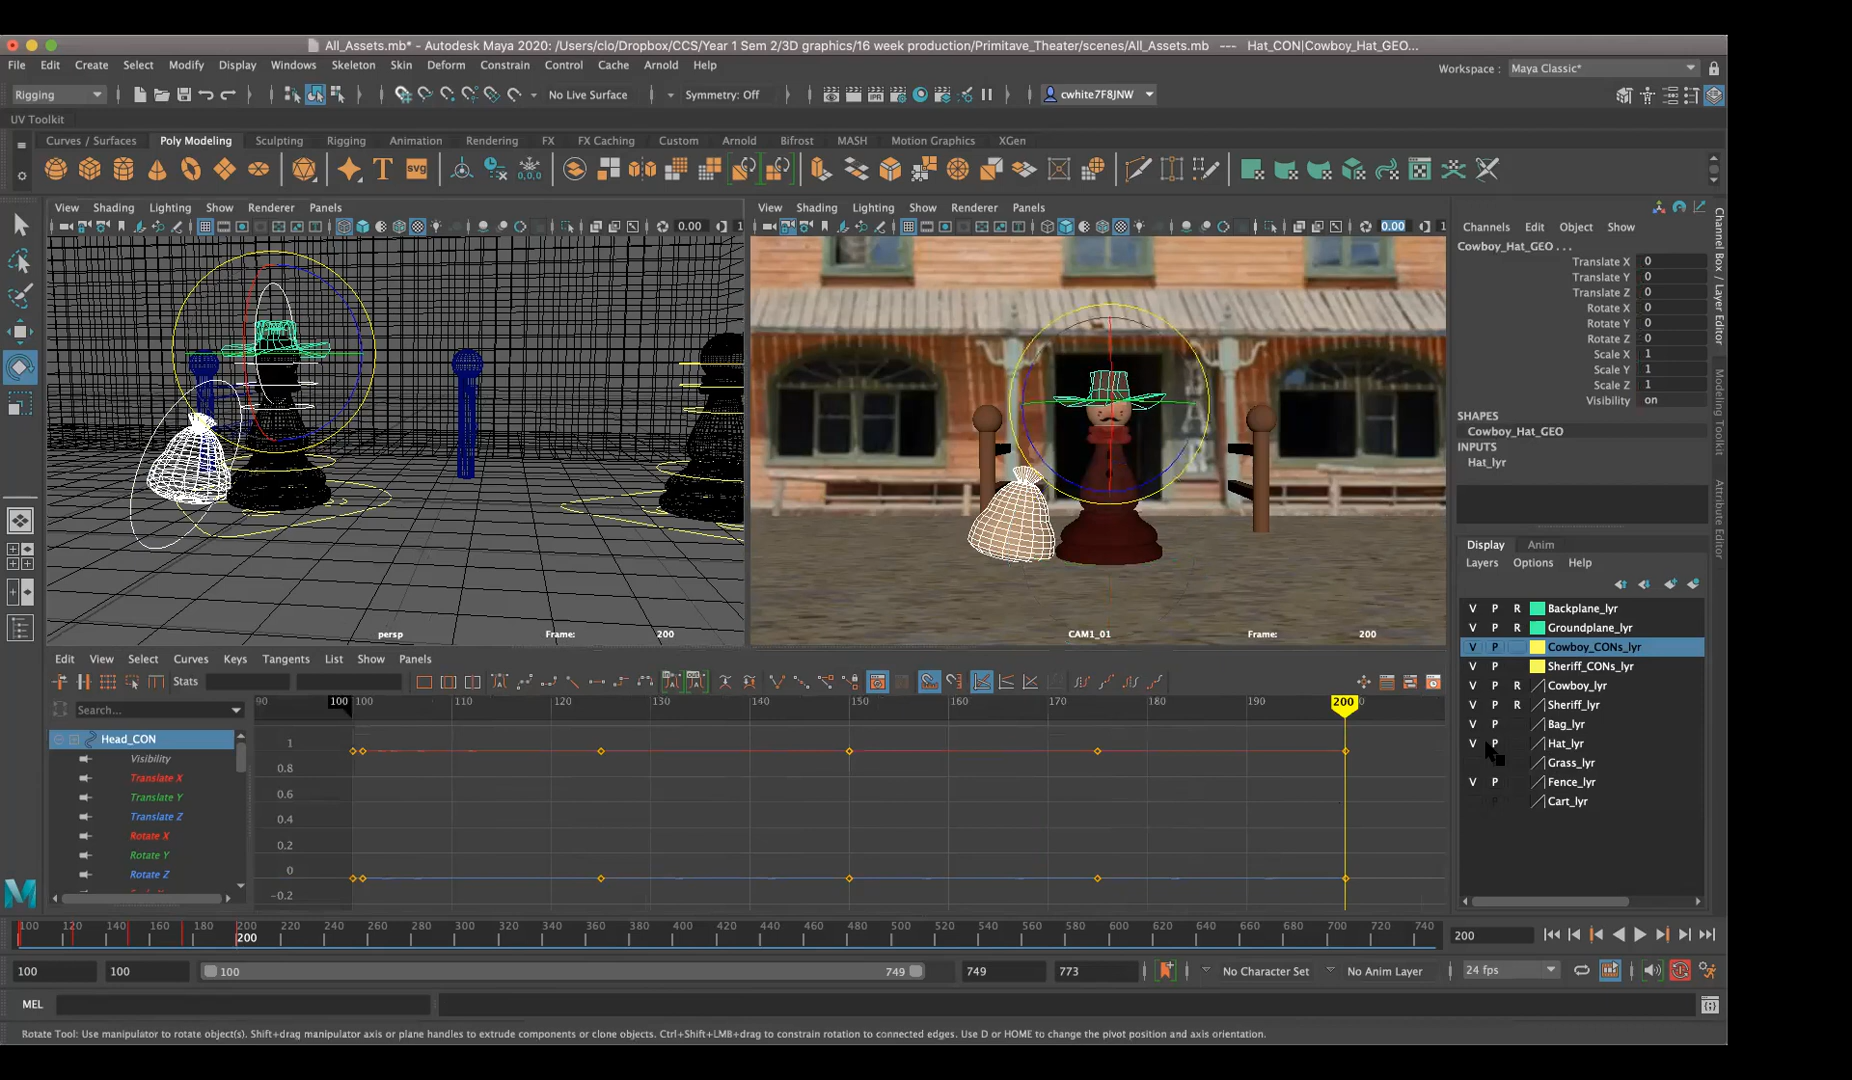 All_Assets.mb* - Autodesk Maya 2020: /Users/clo/Dropbox/CCS/Year 1 Sem 2/3D graphics/16 week production/Primitave_Theater/scenes/All_Assets.mb --- Hat_CON|Cowboy_Hat_GEO...
File Edit Create Select Modify Display Windows Skeleton Skin Deform Constrain Control Cache Arnold Help
Workspace : Maya Classic*
Rigging No Live Surface Symmetry: Off cwhite7F8JNW
UV Toolkit
Curves / Surfaces Poly Modeling Sculpting Rigging Animation Rendering FX FX Caching Custom Arnold Bifrost MASH Motion Graphics XGen
T svg 0,0,0
View Shading Lighting Show Renderer Panels
View Shading Lighting Show Renderer Panels
0.00 1
0.00 1
Channels Edit Object Show
Cowboy_Hat_GEO . . .
Translate X 0
Translate Y 0
Translate Z 0
Rotate X 0
Rotate Y 0
Rotate Z 0
Scale X 1
Scale Y 1
Scale Z 1
Visibility on
SHAPES
Cowboy_Hat_GEO
INPUTS
Hat_lyr
Channel Box / Layer Editor
Modeling Toolkit
Attribute Editor
persp Frame: 200
CAM1_01 Frame: 200
Display Anim
Layers Options Help
V P R Backplane_lyr
V P R Groundplane_lyr
V P Cowboy_CONs_lyr
V P Sheriff_CONs_lyr
V P R Cowboy_lyr
V P R Sheriff_lyr
V P Bag_lyr
V P Hat_lyr
Grass_lyr
V P Fence_lyr
P Cart_lyr
Edit View Select Curves Keys Tangents List Show Panels
Stats
Search...
90 100 100 110 120 130 140 150 160 170 180 190 200
Head_CON
Visibility
Translate X
Translate Y
Translate Z
Rotate X
Rotate Y
Rotate Z
1
0.8
0.6
0.4
0.2
0
-0.2
100 120 140 160 180 200 220 240 260 280 300 320 340 360 380 400 420 440 460 480 500 520 540 560 580 600 620 640 660 680 700 720 740
200
200
100 100 100 749 749 773 No Character Set No Anim Layer 24 fps
MEL
Rotate Tool: Use manipulator to rotate object(s). Shift+drag manipulator axis or plane handles to extrude components or clone objects. Ctrl+Shift+LMB+drag to constrain rotation to connected edges. Use D or HOME to change the pivot position and axis orientation.